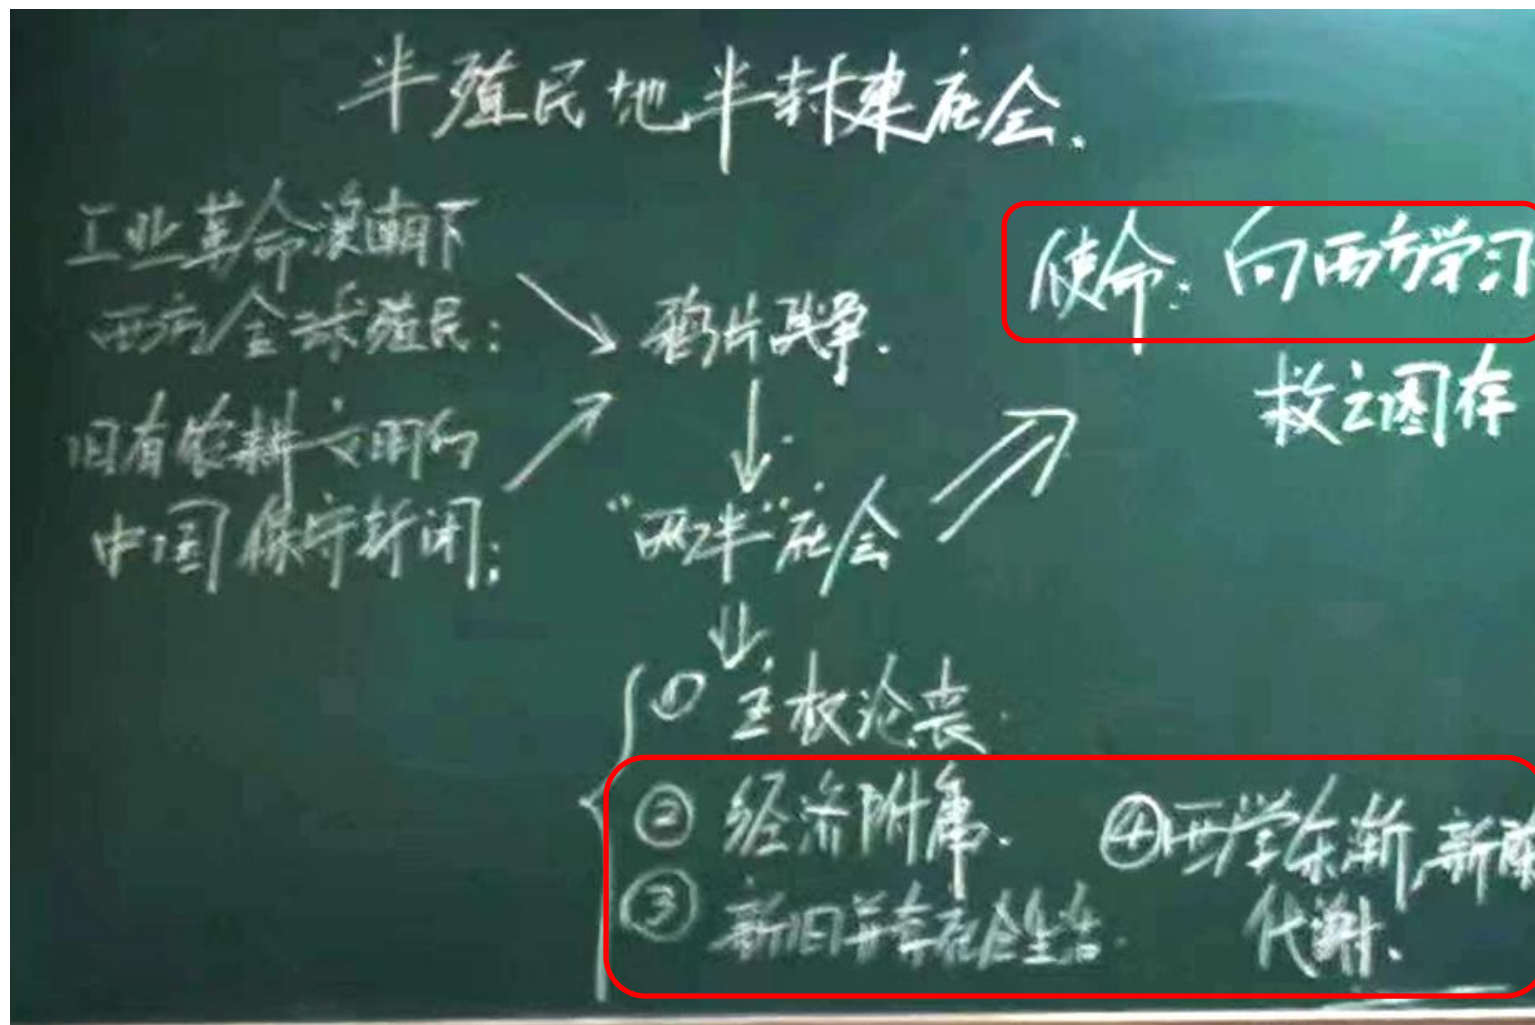 半殖民地半封建社会.
工业革命浪潮下
西方全球殖民:
旧有农耕文明向
中国保守新闭:
鸦片战争.
"两半"社会
使命: 向西方学习
救亡图存
① 主权沦丧.
② 经济附庸.
③ 新旧并存社会生活.
④西学东渐,新陈
代谢.